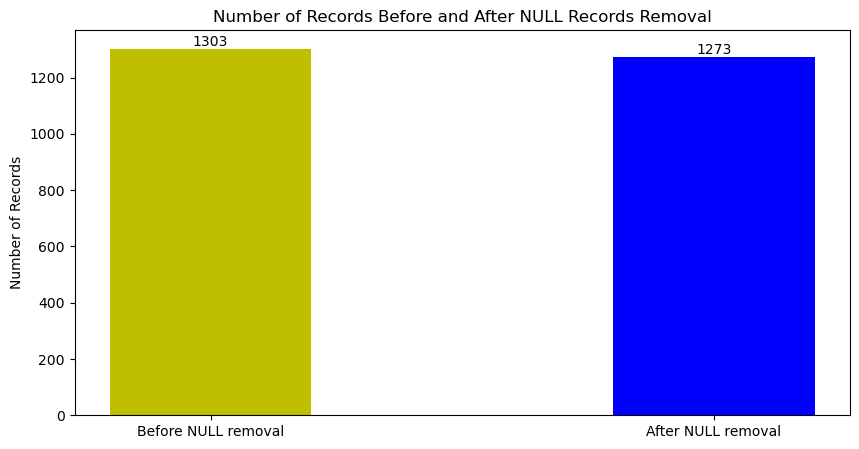 Number of Records Before and After NULL Records Removal
1303
1273
1200
1000
800
600
400
200
0
Number of Records
Before NULL removal
After NULL removal